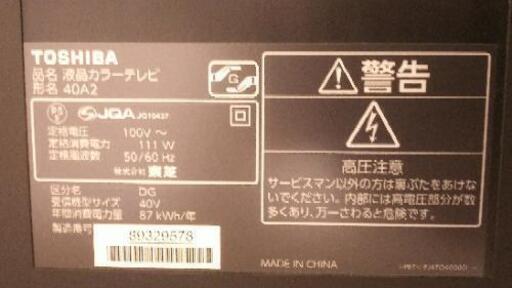 TOSHIBA
品名 液晶カラーテレビ
形名 40A2
JQA JQ10427
定格電圧 100V ～
定格消費電力 111 W
定格周波数 50/60 Hz
株式会社 東芝
区分名 DG
受信機型サイズ 40V
年間消費電力量 87 kWh/年
製造番号
89329578
警告
高圧注意
サービスマン以外の方は裏ぶたをあけな
いでください。内部には高電圧部分が数
多くあり、万一さわると危険です。
MADE IN CHINA